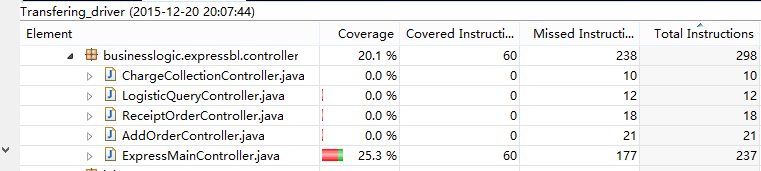 Transfering_driver (2015-12-20 20:07:44)
Element Coverage Covered Instructi... Missed Instructi... Total Instructions
businesslogic.expressbl.controller 20.1 % 60 238 298
ChargeCollectionController.java 0.0 % 0 10 10
LogisticQueryController.java 0.0 % 0 12 12
ReceiptOrderController.java 0.0 % 0 18 18
AddOrderController.java 0.0 % 0 21 21
ExpressMainController.java 25.3 % 60 177 237